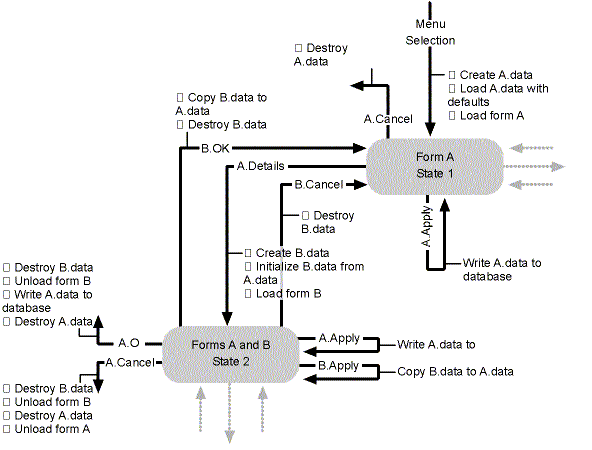 Menu
Selection
□ Destroy
A.data
□ Create A.data
□ Load A.data with
defaults
□ Load form A
□ Copy B.data to
A.data
□ Destroy B.data
A.Cancel
B.OK
Form A
State 1
A.Details
B.Cancel
□ Destroy
B.data
A.Apply
□ Create B.data
□ Initialize B.data from
A.data
□ Load form B
Write A.data to
database
□ Destroy B.data
□ Unload form B
□ Write A.data to
database
□ Destroy A.data
A.O
A.Cancel
Forms A and B
State 2
A.Apply
Write A.data to
B.Apply
Copy B.data to A.data
□ Destroy B.data
□ Unload form B
□ Destroy A.data
□ Unload form A